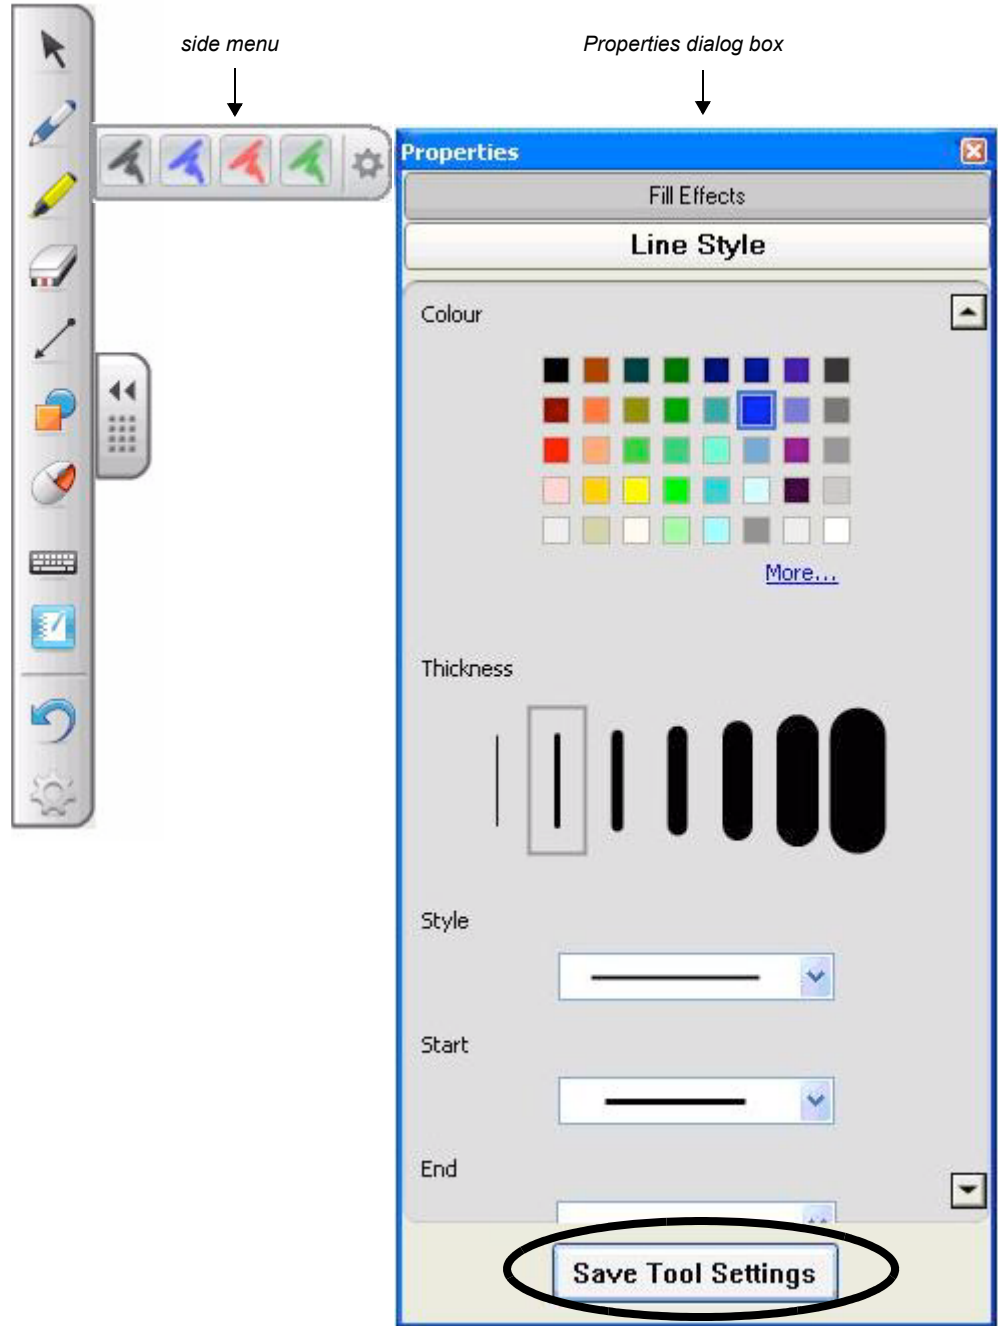 side menu
Properties dialog box
Properties
Fill Effects
Line Style
Colour
More...
Thickness
Style
Start
End
Save Tool Settings